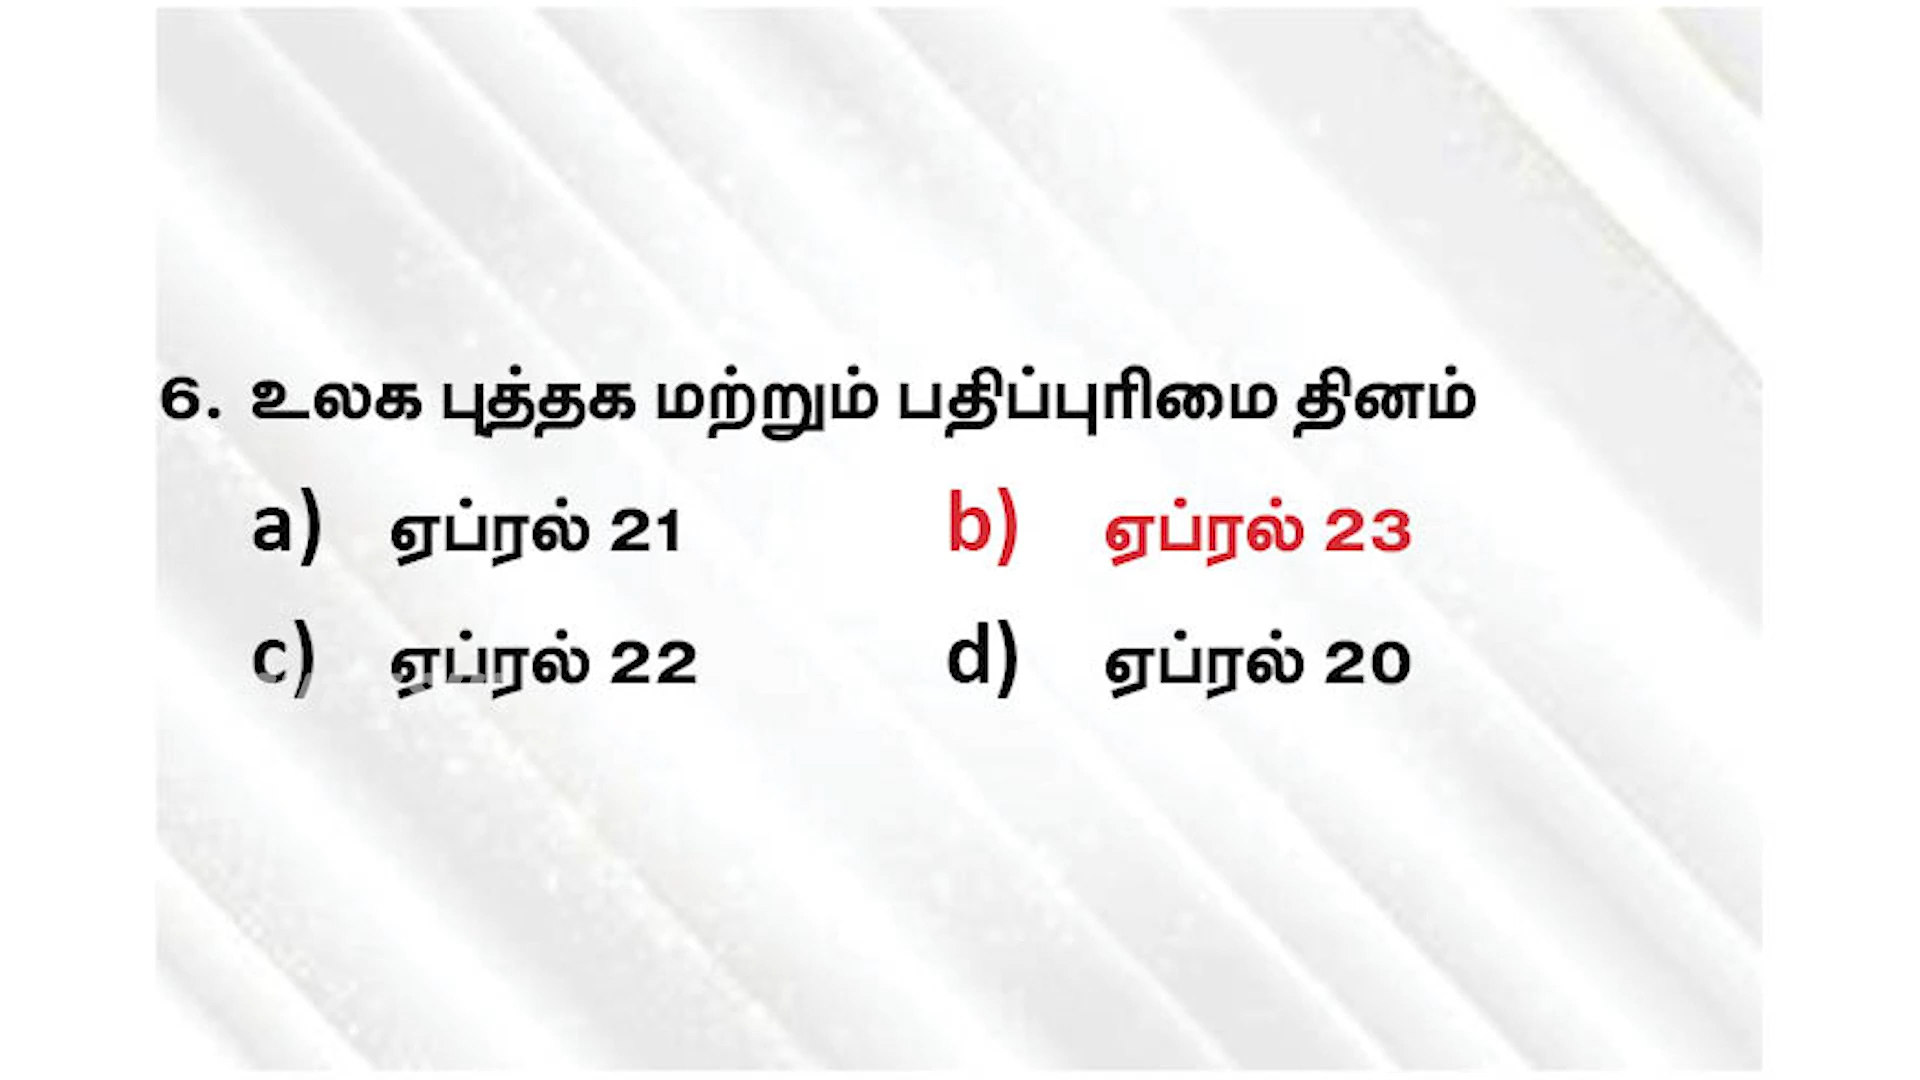 6. உலக புத்தக மற்றும் பதிப்புரிமை தினம்
a) ஏப்ரல் 21 b) ஏப்ரல் 23
c) ஏப்ரல் 22 d) ஏப்ரல் 20